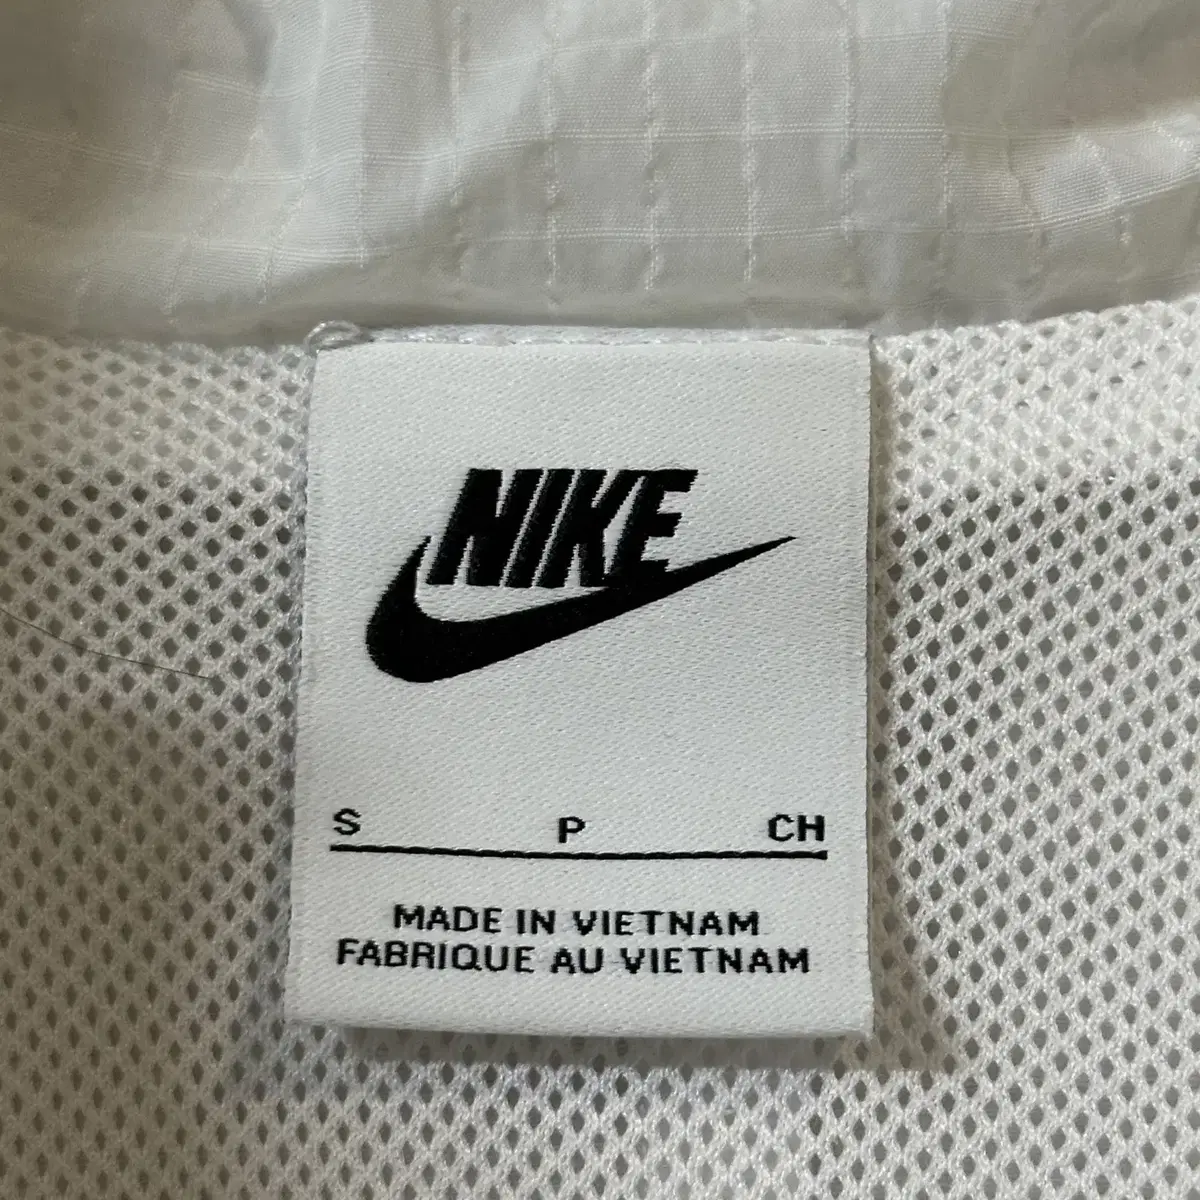 NIKE
S P CH
MADE IN VIETNAM
FABRIQUE AU VIETNAM